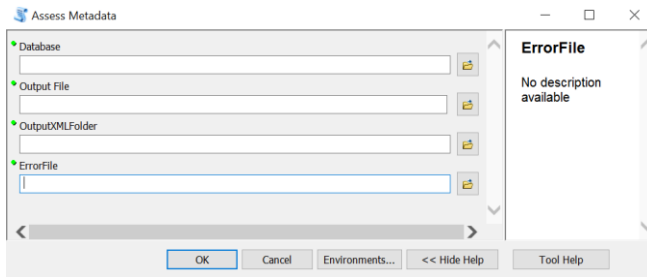 Assess Metadata
Database
Output File
OutputXMLFolder
ErrorFile
OK
Cancel
Environments...
<< Hide Help
ErrorFile
No description
available
Tool Help